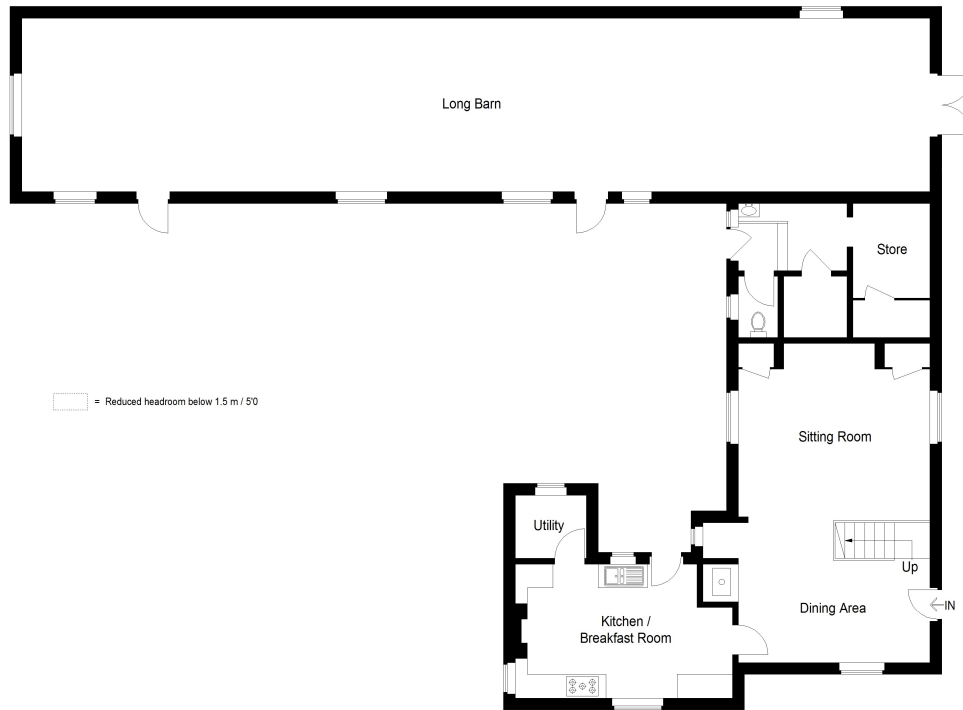 Long Barn
Store
= Reduced headroom below 1.5 m / 5'0
Sitting Room
Utility
Up
IN
Dining Area
Kitchen /
Breakfast Room